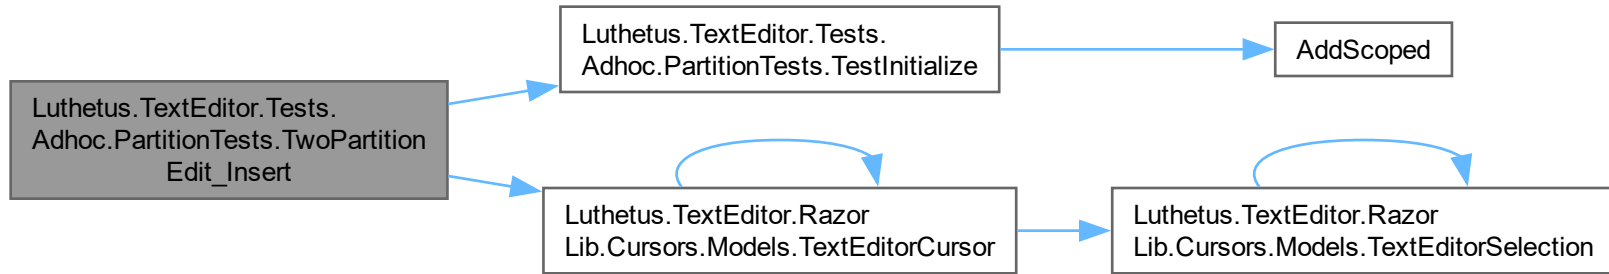 Luthetus.TextEditor.Tests.
Adhoc.PartitionTests.TwoPartition
Edit_Insert
Luthetus.TextEditor.Tests.
Adhoc.PartitionTests.TestInitialize
AddScoped
Luthetus.TextEditor.Razor
Lib.Cursors.Models.TextEditorCursor
Luthetus.TextEditor.Razor
Lib.Cursors.Models.TextEditorSelection